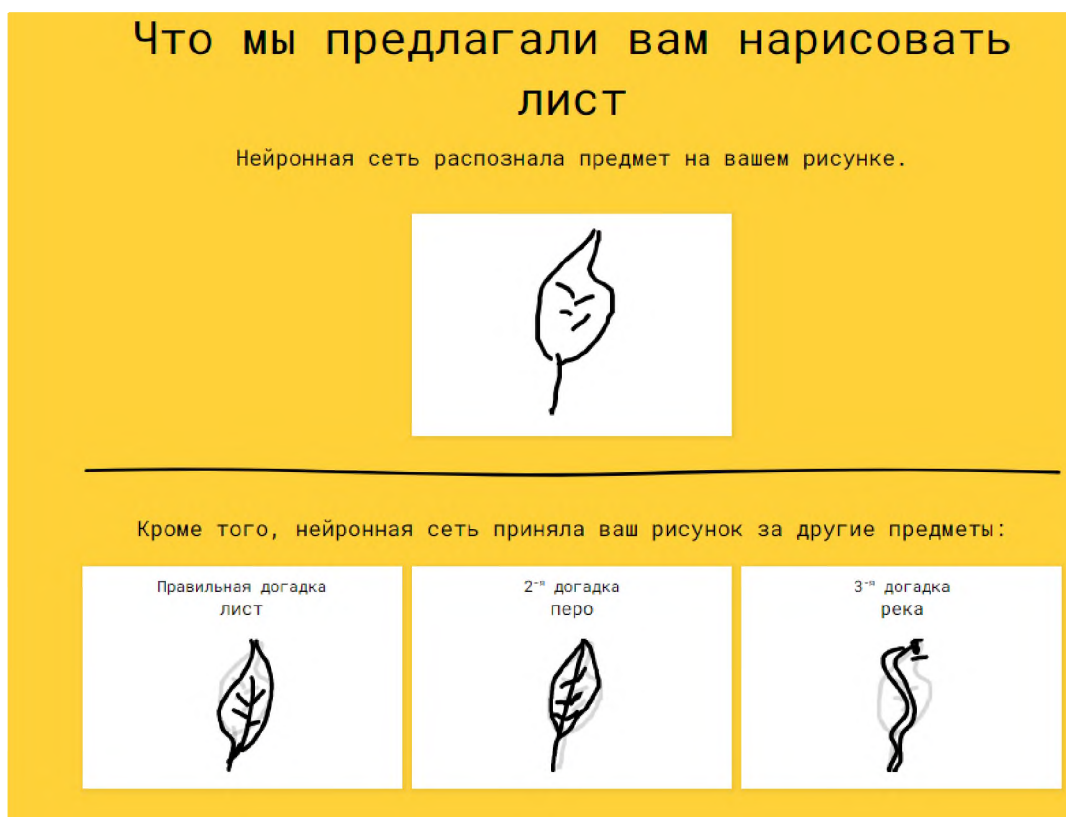 Что мы предлагали вам нарисовать
лист
Нейронная сеть распознала предмет на вашем рисунке.
Кроме того, нейронная сеть приняла ваш рисунок за другие предметы:
Правильная догадка
лист
2-я догадка
перо
3-я догадка
река